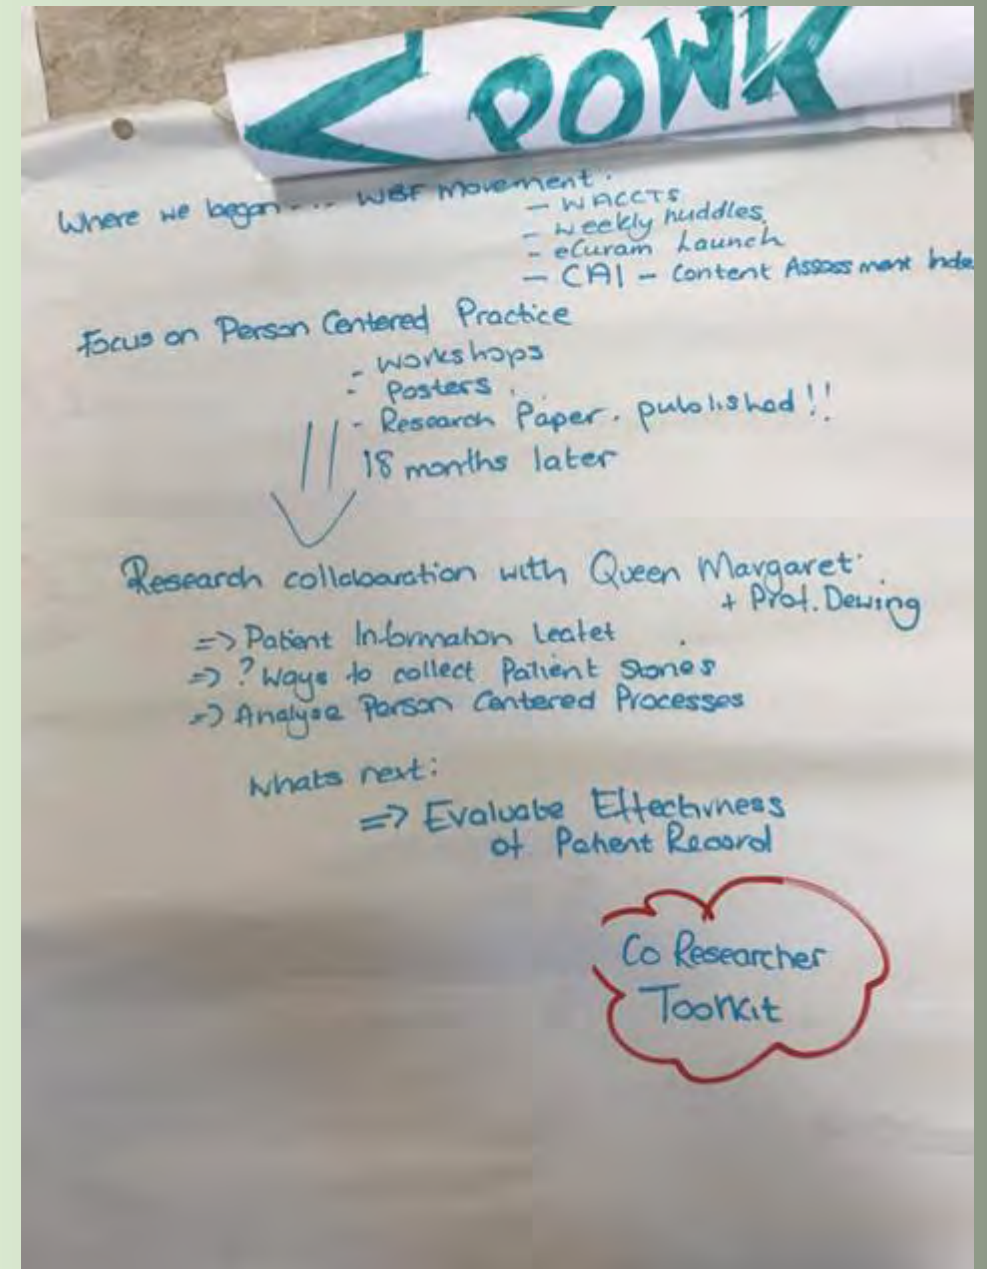 POWR
Where we began... WBF Movement:
- WACCTS
- Weekly huddles
- eCuram Launch
- CAI - Content Assessment Inde
Focus on Person Centered Practice
- Workshops
- Posters
- Research Paper. published!!
18 months later
Research collaboration with Queen Margaret
+ Prof. Dewing
=> Patient Information Leaflet
=> ? Ways to collect Patient Stories
=> Analyse Person Centered Processes
Whats next:
=> Evaluate Effectivness
of Patient Record
Co Researcher
Toolkit